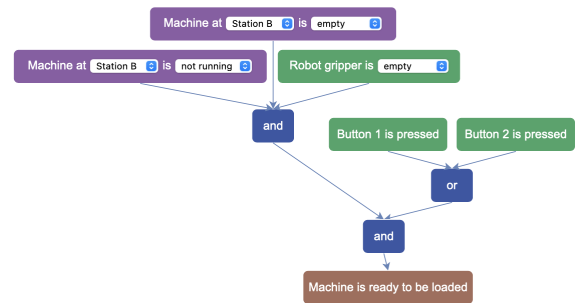 Machine at Station B is empty
Machine at Station B is not running
Robot gripper is empty
and
Button 1 is pressed
Button 2 is pressed
or
and
Machine is ready to be loaded